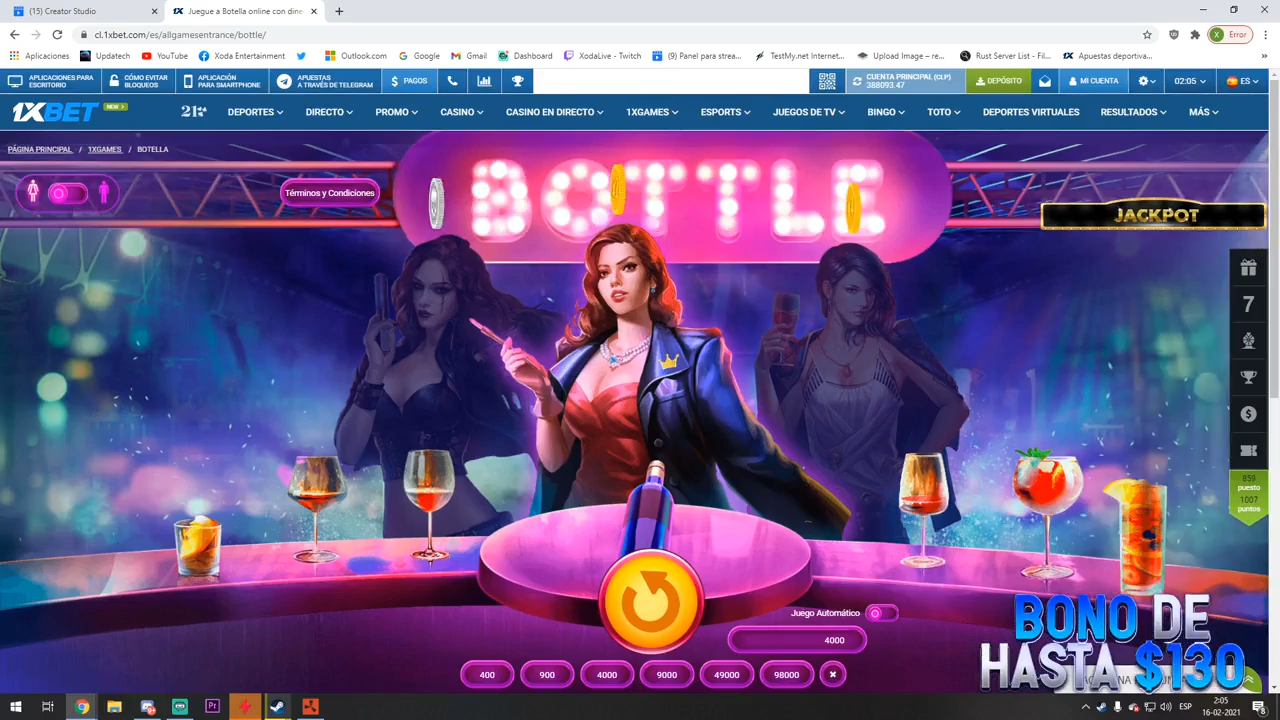 (15) Creator Studio
Juegue a Botella online con dine
cl.1xbet.com/es/allgamesentrance/bottle/
Error
Aplicaciones
Updatech
YouTube
Xoda Entertainment
Outlook.com
Google
Gmail
Dashboard
XodaLive - Twitch
(9) Panel para strea...
TestMy.net Internet...
Upload Image – re...
Rust Server List - Fil...
Apuestas deportiva...
APLICACIONES PARA
ESCRITORIO
CÓMO EVITAR
BLOQUEOS
APLICACIÓN
PARA SMARTPHONE
APUESTAS
A TRAVÉS DE TELEGRAM
$ PAGOS
CUENTA PRINCIPAL (CLP)
388093.47
DEPÓSITO
MI CUENTA
02:05
ES
1XBET
NEW
21+
DEPORTES
DIRECTO
PROMO
CASINO
CASINO EN DIRECTO
1XGAMES
ESPORTS
JUEGOS DE TV
BINGO
TOTO
DEPORTES VIRTUALES
RESULTADOS
MÁS
PÁGINA PRINCIPAL / 1XGAMES / BOTELLA
Términos y Condiciones
BOTTLE
JACKPOT
7
859
puesto
1007
puntos
Juego Automático
4000
400
900
4000
9000
49000
98000
BONO DE
HASTA $130
ESP
2:05
16-02-2021